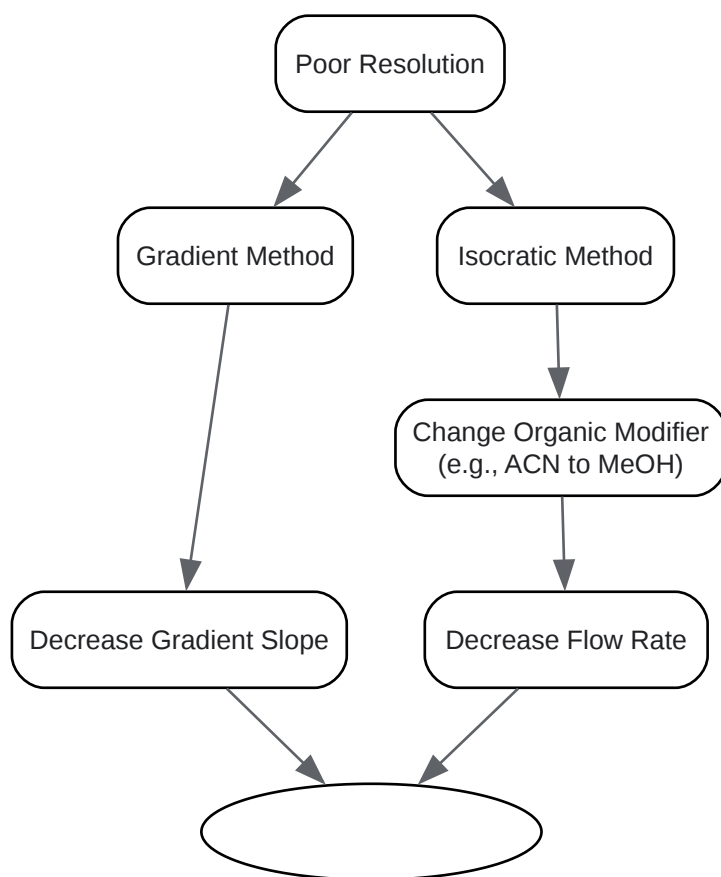 Poor Resolution
Gradient Method
Isocratic Method
Change Organic Modifier
(e.g., ACN to MeOH)
Decrease Gradient Slope
Decrease Flow Rate